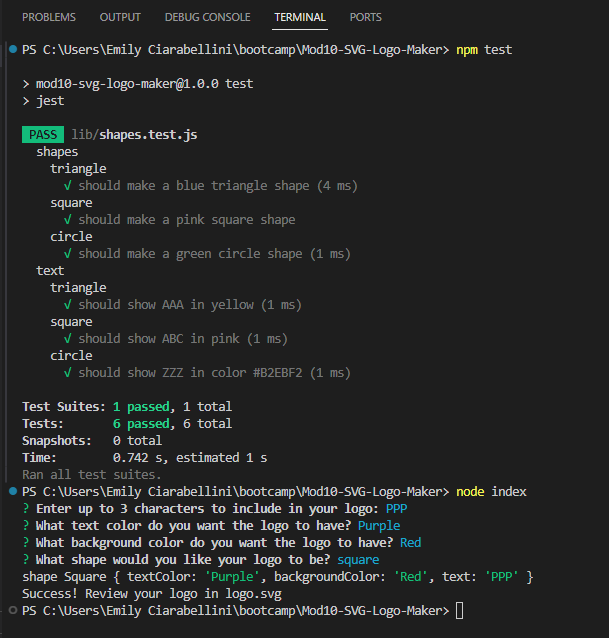 PROBLEMS OUTPUT DEBUG CONSOLE TERMINAL PORTS
PS C:\Users\Emily Ciarabellini\bootcamp\Mod10-SVG-Logo-Maker> npm test
> mod10-svg-logo-maker@1.0.0 test
> jest
PASS lib/shapes.test.js
shapes
triangle
√ should make a blue triangle shape (4 ms)
square
√ should make a pink square shape
circle
√ should make a green circle shape (1 ms)
text
triangle
√ should show AAA in yellow (1 ms)
square
√ should show ABC in pink (1 ms)
circle
√ should show ZZZ in color #B2EBF2 (1 ms)
Test Suites: 1 passed, 1 total
Tests: 6 passed, 6 total
Snapshots: 0 total
Time: 0.742 s, estimated 1 s
Ran all test suites.
PS C:\Users\Emily Ciarabellini\bootcamp\Mod10-SVG-Logo-Maker> node index
? Enter up to 3 characters to include in your logo: PPP
? What text color do you want the logo to have? Purple
? What background color do you want the logo to have? Red
? What shape would you like your logo to be? square
shape Square { textColor: 'Purple', backgroundColor: 'Red', text: 'PPP' }
Success! Review your logo in logo.svg
PS C:\Users\Emily Ciarabellini\bootcamp\Mod10-SVG-Logo-Maker>